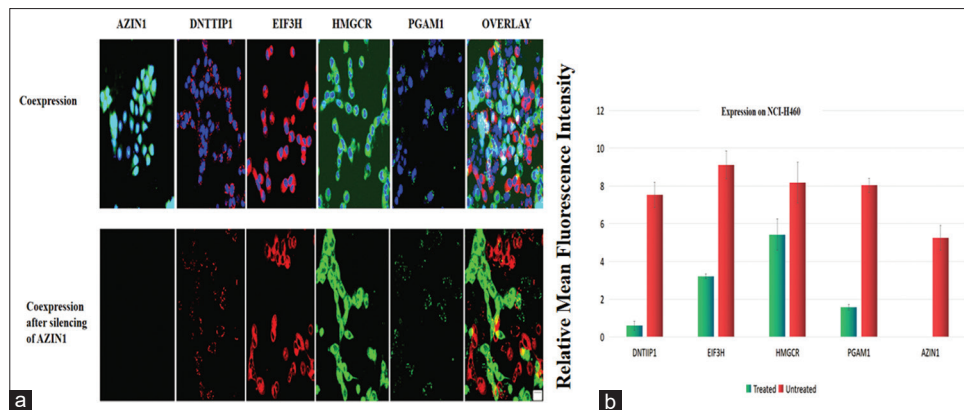 AZIN1 DNTTIP1 EIF3H HMGCR PGAM1 OVERLAY
Coexpression
Coexpression
after silencing
of AZIN1
a
Relative Mean Fluorescence Intensity
Expression on NCI-H460
12
10
8
6
4
2
0
DNTIIP1 EIF3H HMGCR PGAM1 AZIN1
Treated Untreated
b